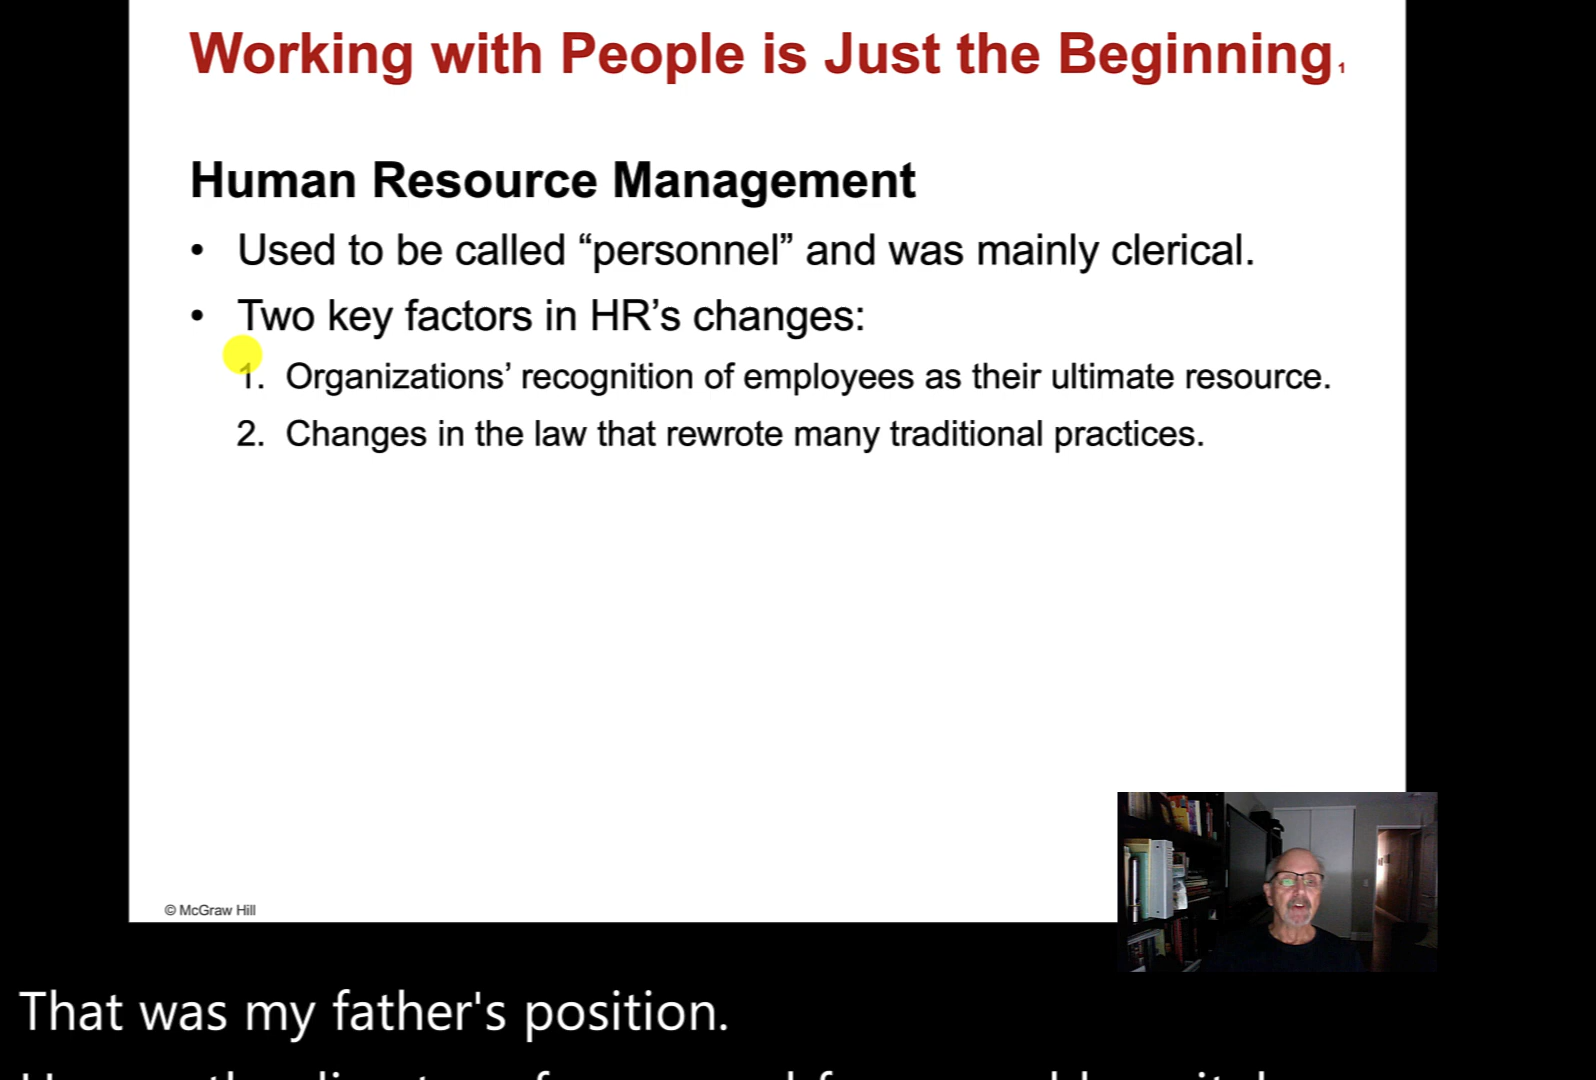 Working with People is Just the Beginning. 1
Human Resource Management
• Used to be called “personnel” and was mainly clerical.
• Two key factors in HR’s changes:
1. Organizations’ recognition of employees as their ultimate resource.
2. Changes in the law that rewrote many traditional practices.
© McGraw Hill
That was my father's position.